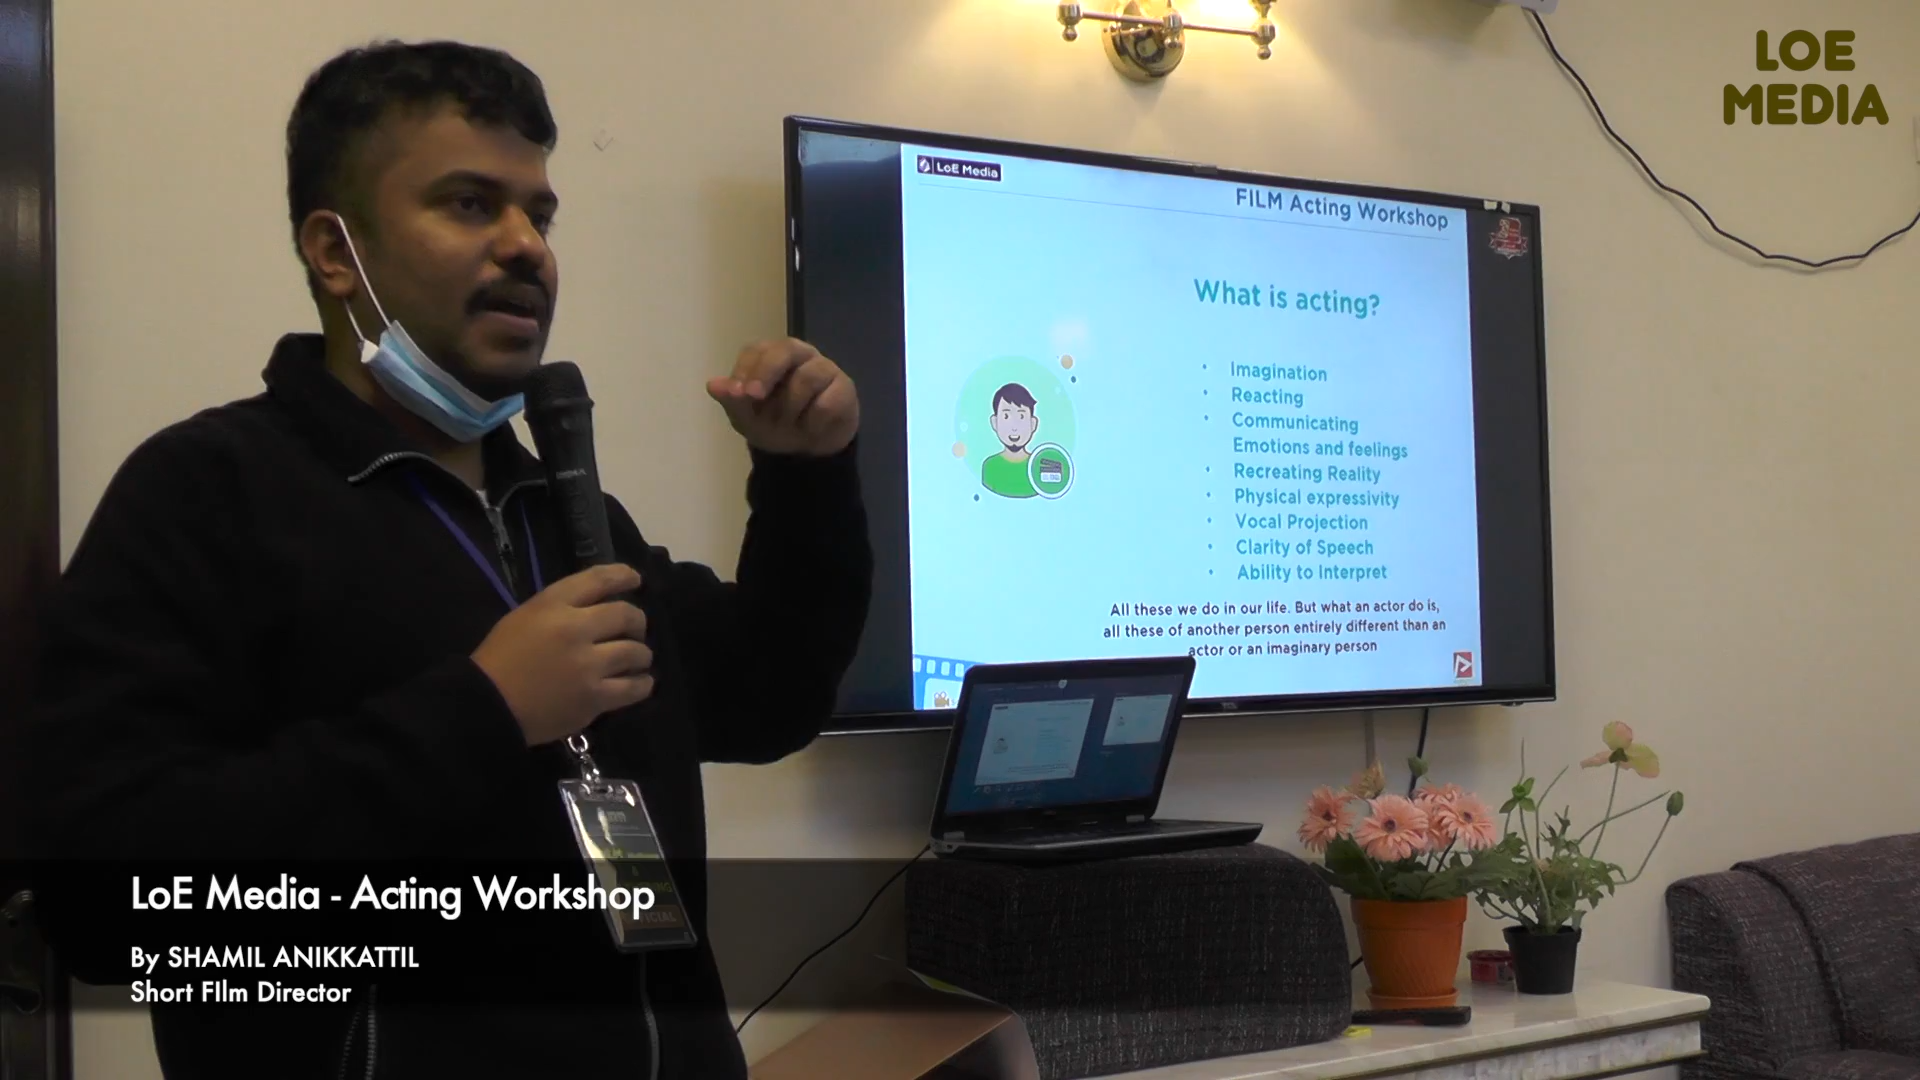 LOE
MEDIA
LoE Media
FILM Acting Workshop
What is acting?
• Imagination
• Reacting
• Communicating
Emotions and feelings
• Recreating Reality
• Physical expressivity
• Vocal Projection
• Clarity of Speech
• Ability to Interpret
All these we do in our life. But what an actor do is,
all these of another person entirely different than an
actor or an imaginary person
TCL
LoE Media - Acting Workshop
By SHAMIL ANIKKATTIL
Short FIlm Director